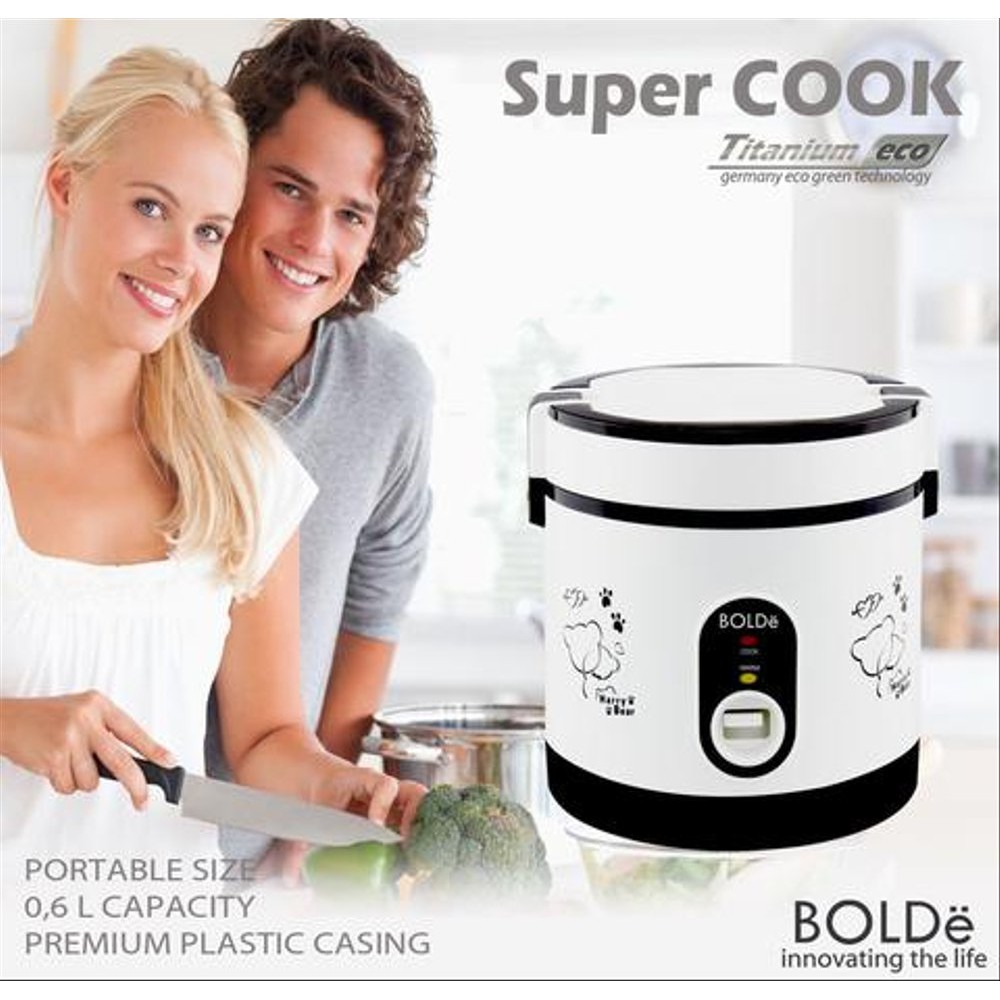 Super COOK
Titanium eco
germany eco green technology
BOLDe̎
COOK
PORTABLE SIZE
0,6 L CAPACITY
PREMIUM PLASTIC CASING
BOLDë
innovating the life